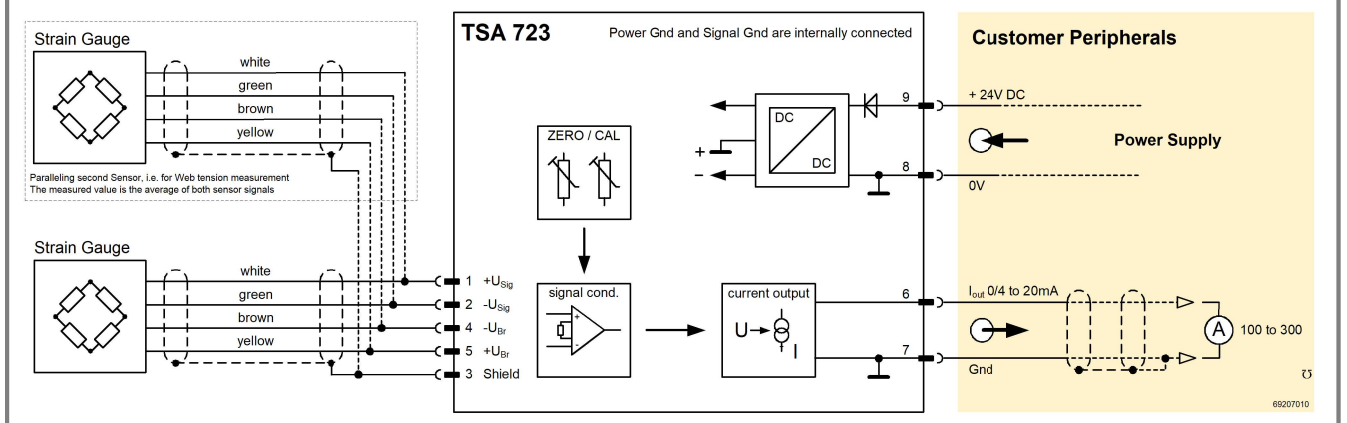 Strain Gauge
white
green
brown
yellow
Paralleling second Sensor, i.e. for Web tension measurement
The measured value is the average of both sensor signals
Strain Gauge
white
green
brown
yellow
TSA 723
Power Gnd and Signal Gnd are internally connected
ZERO / CAL
DC
DC
+
−
9
8
1 +USig
2 -USig
4 -UBr
5 +UBr
3 Shield
signal cond.
+
-
current output
U
I
6
7
Customer Peripherals
+ 24V DC
Power Supply
0V
Iout 0/4 to 20mA
A
100 to 300
Gnd
℧
69207010